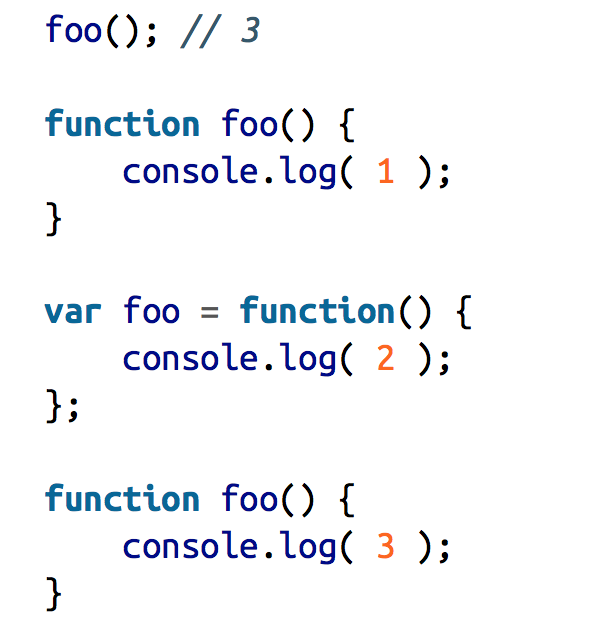 foo(); // 3
function foo() {
    console.log( 1 );
}
var foo = function() {
    console.log( 2 );
};
function foo() {
    console.log( 3 );
}